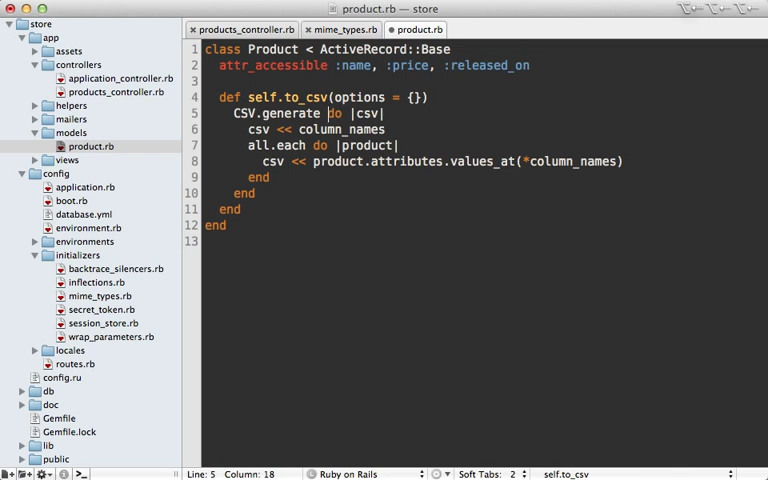 product.rb — store
store
app
assets
controllers
application_controller.rb
products_controller.rb
helpers
mailers
models
product.rb
views
config
application.rb
boot.rb
database.yml
environment.rb
environments
initializers
backtrace_silencers.rb
inflections.rb
mime_types.rb
secret_token.rb
session_store.rb
wrap_parameters.rb
locales
routes.rb
config.ru
db
doc
Gemfile
Gemfile.lock
lib
public
products_controller.rb mime_types.rb product.rb
1 class Product < ActiveRecord::Base
2 attr_accessible :name, :price, :released_on
3
4 def self.to_csv(options = {})
5 CSV.generate do |csv|
6 csv << column_names
7 all.each do |product|
8 csv << product.attributes.values_at(*column_names)
9 end
10 end
11 end
12 end
13
Line: 5 Column: 18 Ruby on Rails Soft Tabs: 2 self.to_csv